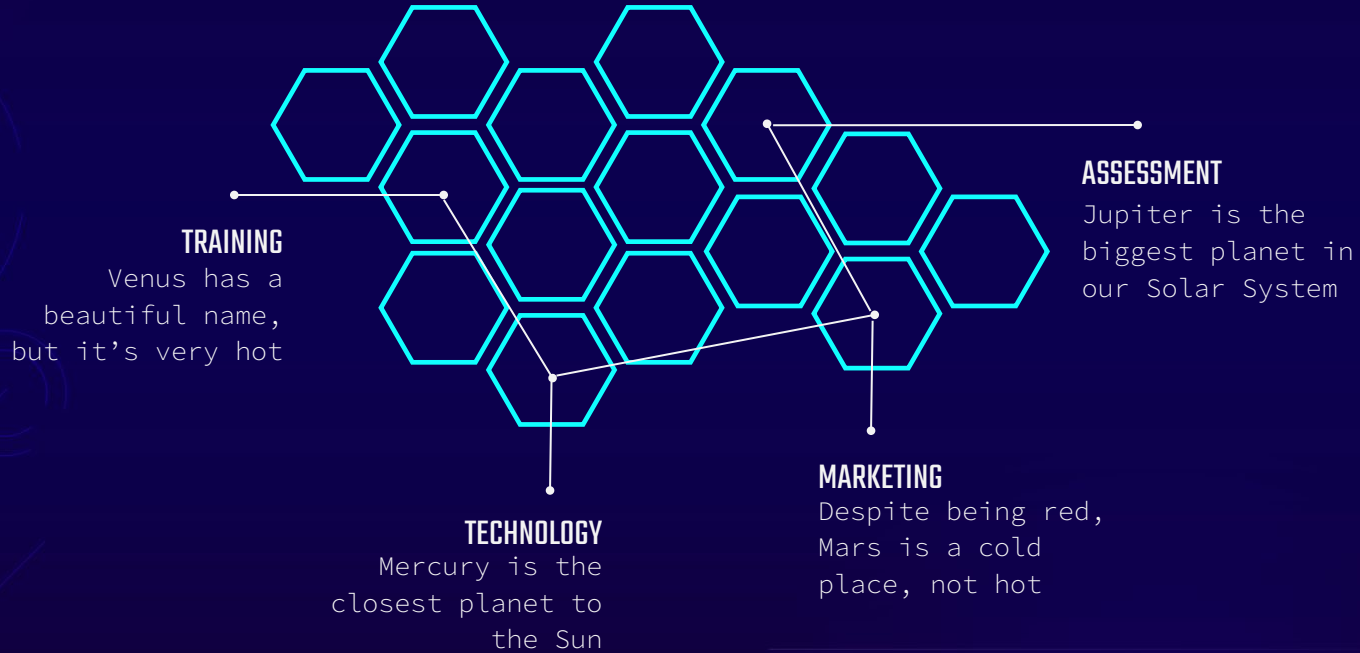 ASSESSMENT
Jupiter is the
biggest planet in
our Solar System
TRAINING
Venus has a
beautiful name,
but it’s very hot
MARKETING
Despite being red,
Mars is a cold
place, not hot
TECHNOLOGY
Mercury is the
closest planet to
the Sun